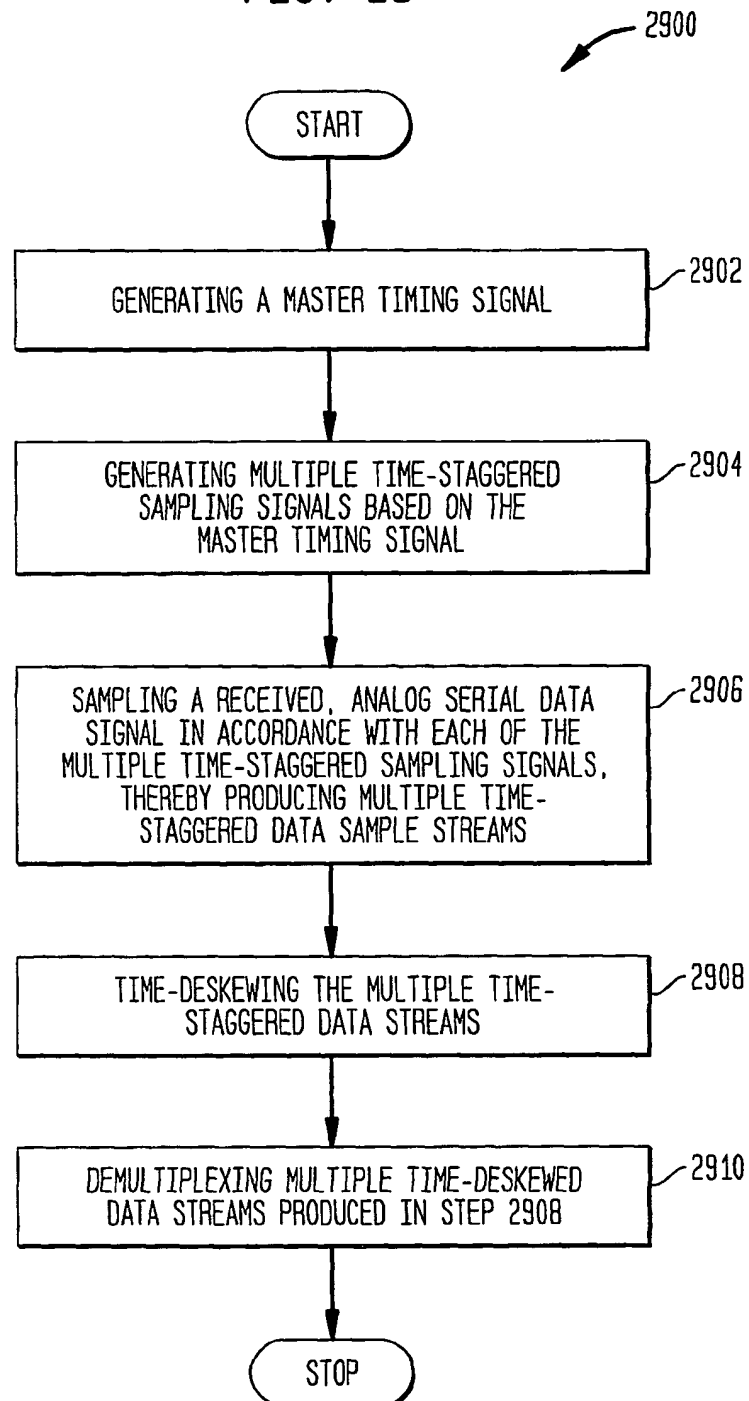 2900
START
GENERATING A MASTER TIMING SIGNAL
2902
GENERATING MULTIPLE TIME-STAGGERED
SAMPLING SIGNALS BASED ON THE
MASTER TIMING SIGNAL
2904
SAMPLING A RECEIVED, ANALOG SERIAL DATA
SIGNAL IN ACCORDANCE WITH EACH OF THE
MULTIPLE TIME-STAGGERED SAMPLING SIGNALS,
THEREBY PRODUCING MULTIPLE TIME-
STAGGERED DATA SAMPLE STREAMS
2906
TIME-DESKEWING THE MULTIPLE TIME-
STAGGERED DATA STREAMS
2908
DEMULTIPLEXING MULTIPLE TIME-DESKEWED
DATA STREAMS PRODUCED IN STEP 2908
2910
STOP